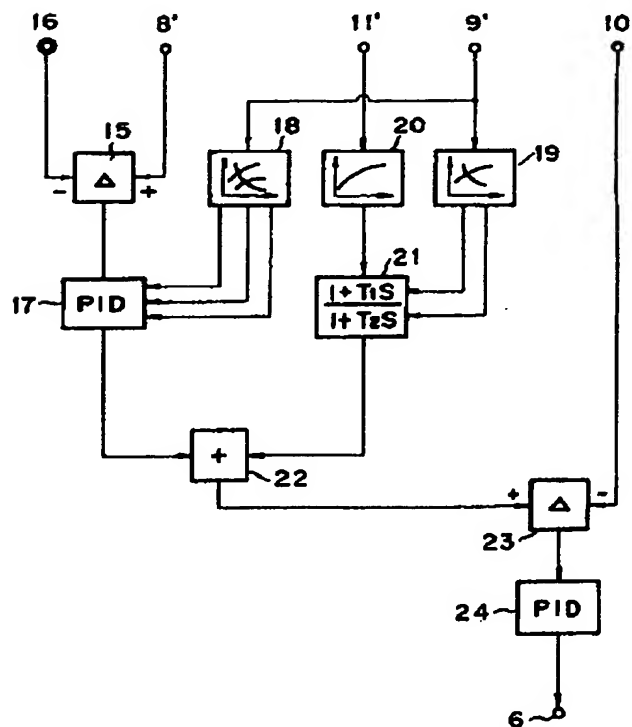 16 8' 11' 9' 10
15 18 20 19
Δ
- +
21
17 PID
1+T1S
1+T2S
+
22
+ Δ -
23
24 PID
6